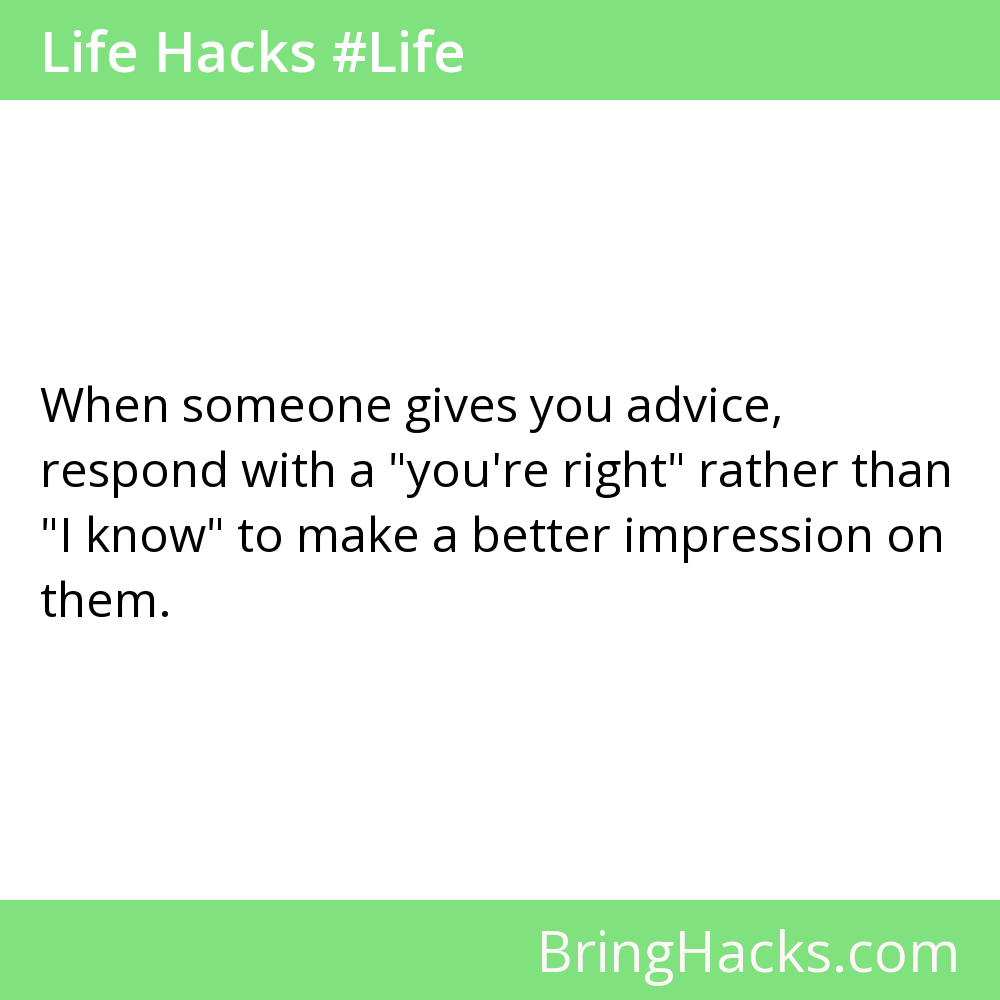 Life Hacks #Life
When someone gives you advice,
respond with a "you're right" rather than
"I know" to make a better impression on
them.
BringHacks.com